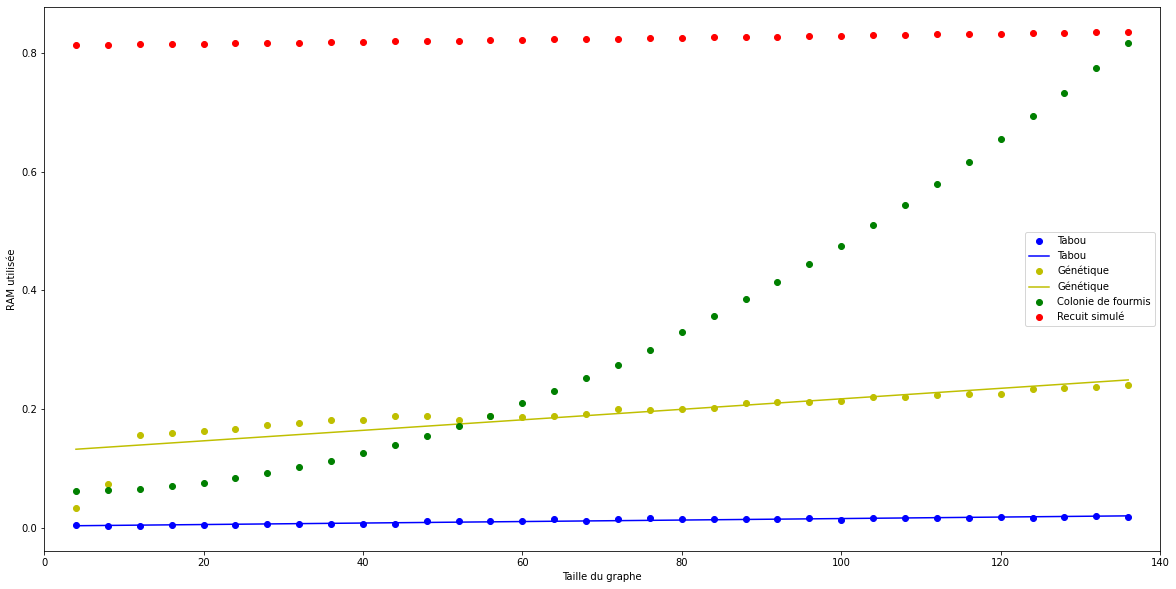 0.8
0.6
0.4
0.2
0.0
RAM utilisée
0
20
40
60
80
100
120
140
Taille du graphe
Tabou
Tabou
Génétique
Génétique
Colonie de fourmis
Recuit simulé